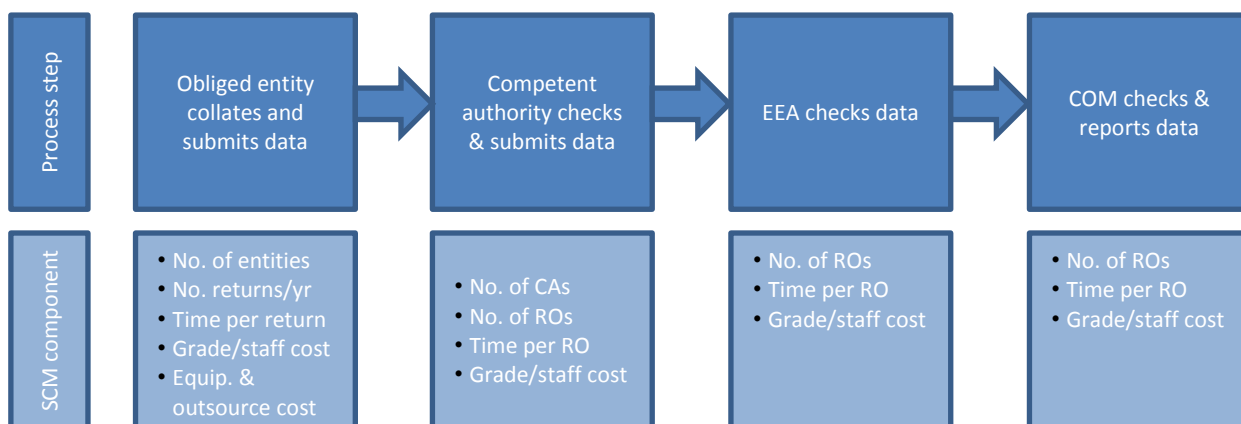 Process step
Obliged entity
collates and
submits data
Competent
authority checks
& submits data
EEA checks data
COM checks &
reports data
SCM component
• No. of entities
• No. returns/yr
• Time per return
• Grade/staff cost
• Equip. &
outsource cost
• No. of CAs
• No. of ROs
• Time per RO
• Grade/staff cost
• No. of ROs
• Time per RO
• Grade/staff cost
• No. of ROs
• Time per RO
• Grade/staff cost